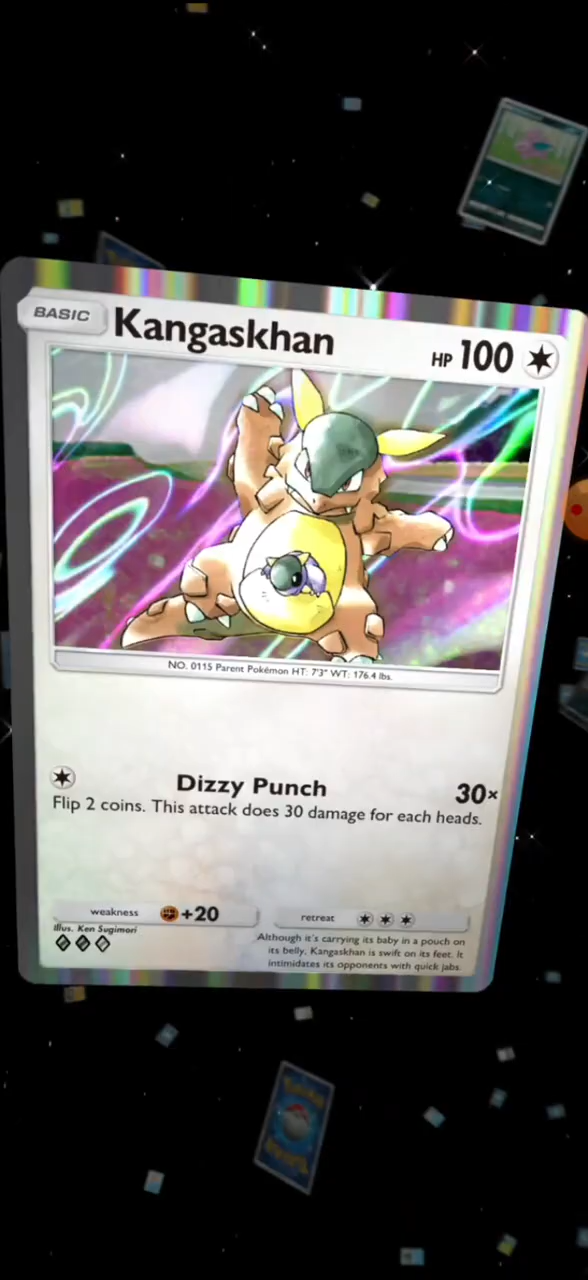 BASIC
Kangaskhan
HP 100
NO. 0115 Parent Pokémon HT: 7'3" WT: 176.4 lbs.
Dizzy Punch 30×
Flip 2 coins. This attack does 30 damage for each heads.
weakness +20
retreat
Illus. Ken Sugimori
Although it's carrying its baby in a pouch on
its belly, Kangaskhan is swift on its feet. It
intimidates its opponents with quick jabs.